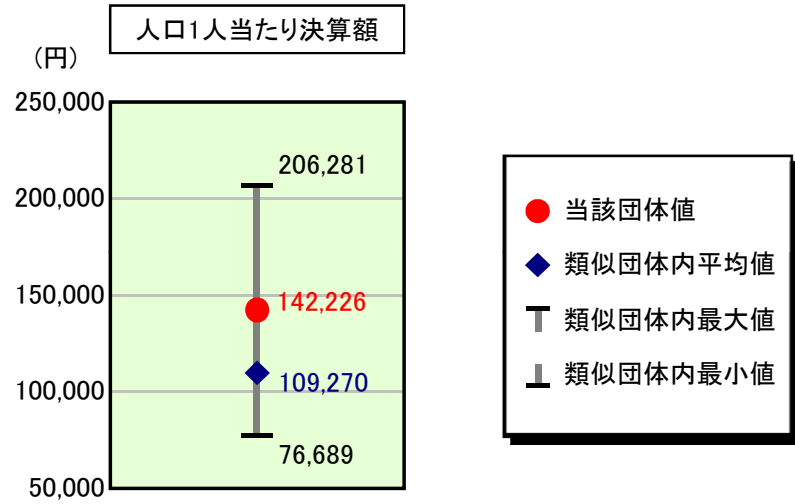 人口1人当たり決算額
(円)
250,000
200,000
150,000
100,000
50,000
206,281
142,226
109,270
76,689
当該団体値
類似団体内平均値
類似団体内最大値
類似団体内最小値